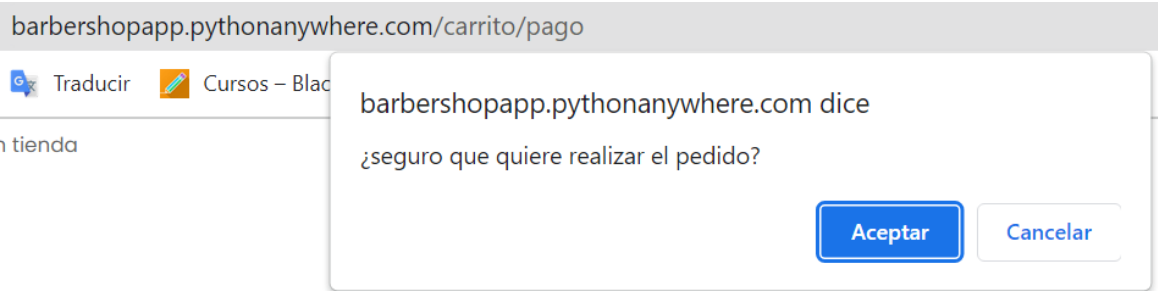 barbershopapp.pythonanywhere.com/carrito/pago
Traducir Cursos – Blac
barbershopapp.pythonanywhere.com dice
n tienda
¿seguro que quiere realizar el pedido?
Aceptar Cancelar